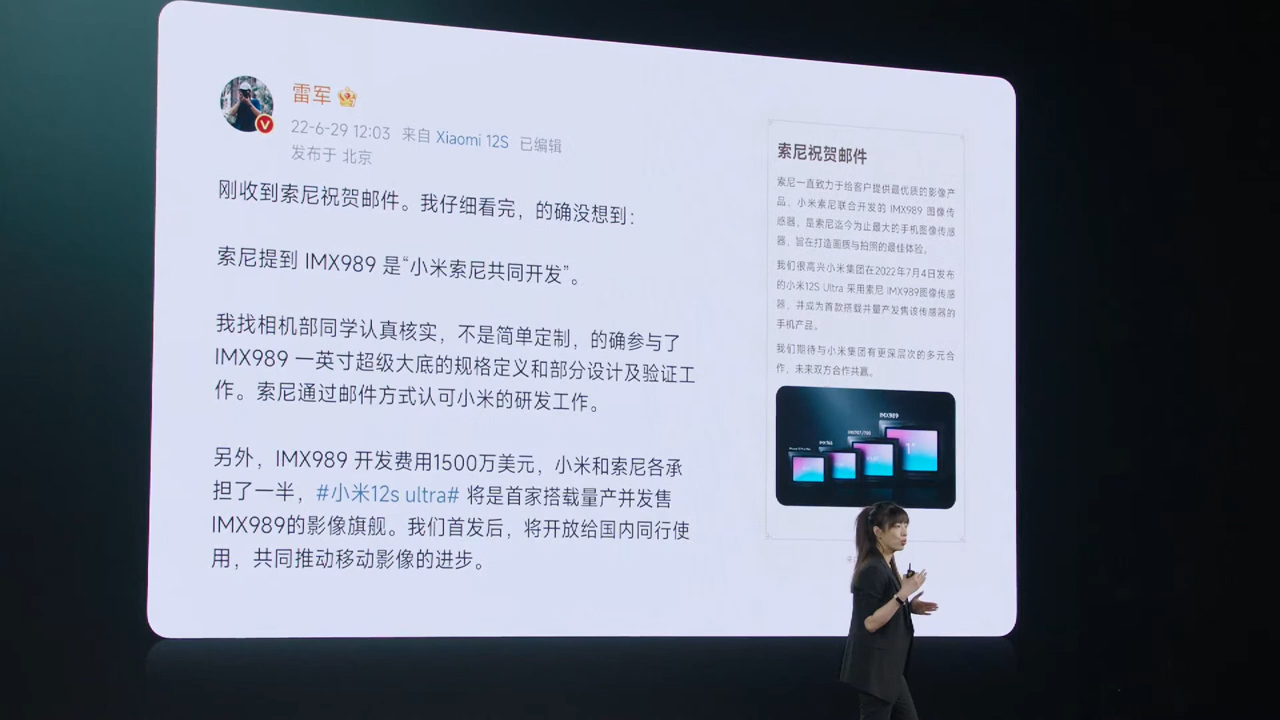 雷军
22-6-29 12:03 来自 Xiaomi 12S 已编辑
发布于 北京
刚收到索尼祝贺邮件。我仔细看完，的确没想到：
索尼提到 IMX989 是“小米索尼共同开发”。
我找相机部同学认真核实，不是简单定制，的确参与了
IMX989 一英寸超级大底的规格定义和部分设计及验证工
作。索尼通过邮件方式认可小米的研发工作。
另外，IMX989 开发费用1500万美元，小米和索尼各承
担了一半，#小米12s ultra# 将是首家搭载量产并发售
IMX989的影像旗舰。我们首发后，将开放给国内同行使
用，共同推动移动影像的进步。
索尼祝贺邮件
索尼一直致力于给客户提供最优质的影像产
品，小米索尼联合开发的 IMX989 图像传
感器，是索尼迄今为止最大的手机图像传感
器，旨在打造画质与拍照的最佳体验。
我们很高兴小米集团在2022年7月4日发布
的小米12S Ultra 采用索尼 IMX989图像传感
器，并成为首款搭载并量产发售该传感器的
手机产品。
我们期待与小米集团有更深层次的多元合
作，未来双方合作共赢。
IMX989
1"